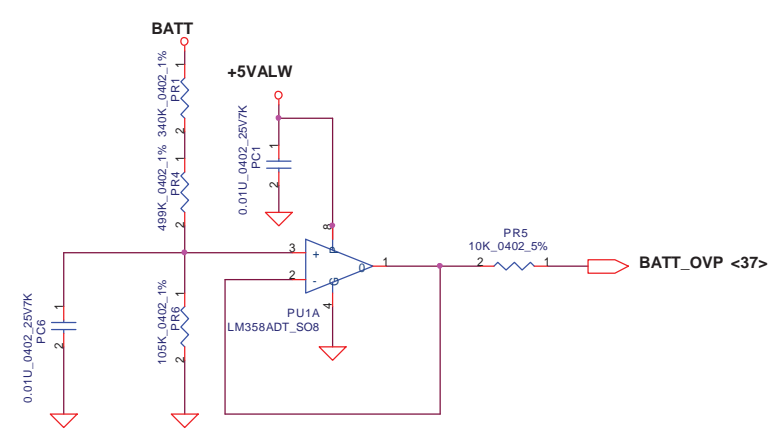 BATT
+5VALW
340K_0402_1%
PR1
1
2
499K_0402_1%
PR4
1
2
0.01U_0402_25V7K
PC1
1
2
8
P
3
+
2
-
0
1
G
4
PU1A
LM358ADT_SO8
PR5
10K_0402_5%
2
1
BATT_OVP <37>
0.01U_0402_25V7K
PC6
1
2
105K_0402_1%
PR6
1
2